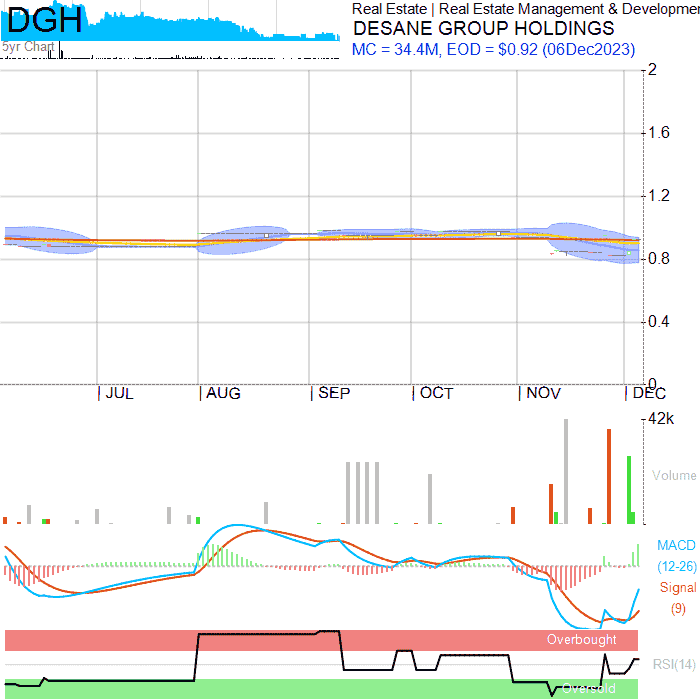 DGH
5yr Chart
Real Estate | Real Estate Management & Developmen
DESANE GROUP HOLDINGS
MC = 34.4M, EOD = $0.92 (06Dec2023)
2
1.6
1.2
0.8
0.4
0
JUL AUG SEP OCT NOV DEC
42k
Volume
MACD
(12-26)
Signal
(9)
Overbought
RSI(14)
Oversold